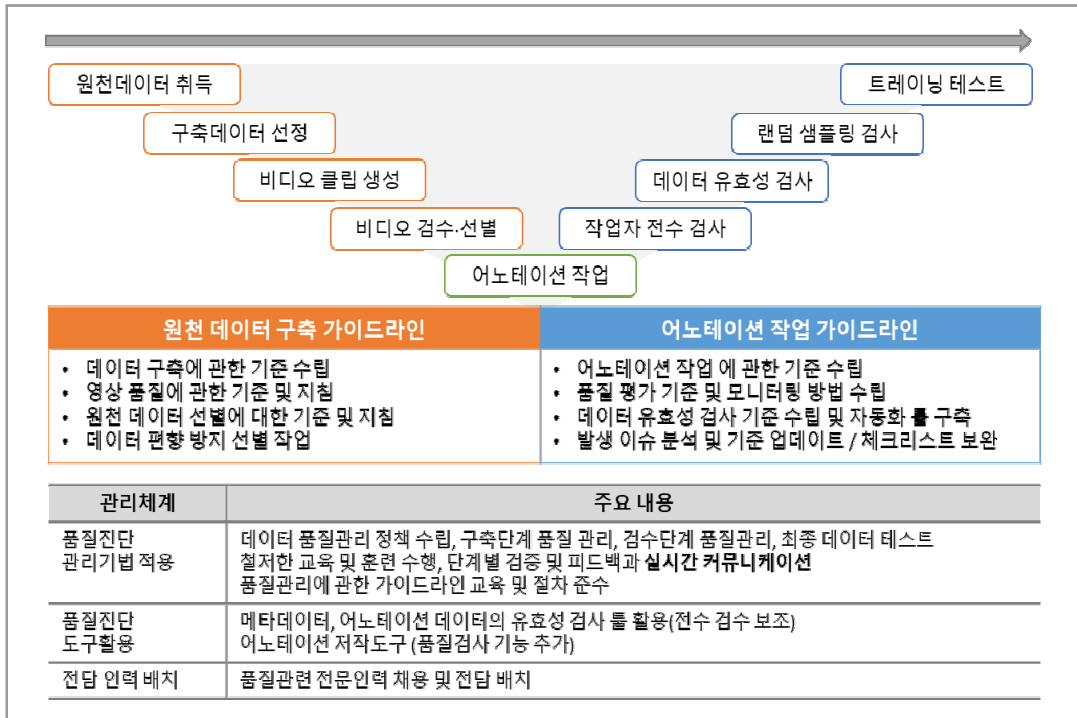 원천데이터 취득
트레이닝 테스트
구축데이터 선정
랜덤 샘플링 검사
비디오 클립 생성
데이터 유효성 검사
비디오 검수·선별
작업자 전수 검사
어노테이션 작업
원천 데이터 구축 가이드라인
• 데이터 구축에 관한 기준 수립
• 영상 품질에 관한 기준 및 지침
• 원천 데이터 선별에 대한 기준 및 지침
• 데이터 편향 방지 선별 작업
어노테이션 작업 가이드라인
• 어노테이션 작업 에 관한 기준 수립
• 품질 평가 기준 및 모니터링 방법 수립
• 데이터 유효성 검사 기준 수립 및 자동화 툴 구축
• 발생 이슈 분석 및 기준 업데이트 / 체크리스트 보완
관리체계
주요 내용
품질진단
관리기법 적용
데이터 품질관리 정책 수립, 구축단계 품질 관리, 검수단계 품질관리, 최종 데이터 테스트
철저한 교육 및 훈련 수행, 단계별 검증 및 피드백과 실시간 커뮤니케이션
품질관리에 관한 가이드라인 교육 및 절차 준수
품질진단
도구활용
메타데이터, 어노테이션 데이터의 유효성 검사 툴 활용(전수 검수 보조)
어노테이션 저작도구 (품질검사 기능 추가)
전담 인력 배치
품질관련 전문인력 채용 및 전담 배치